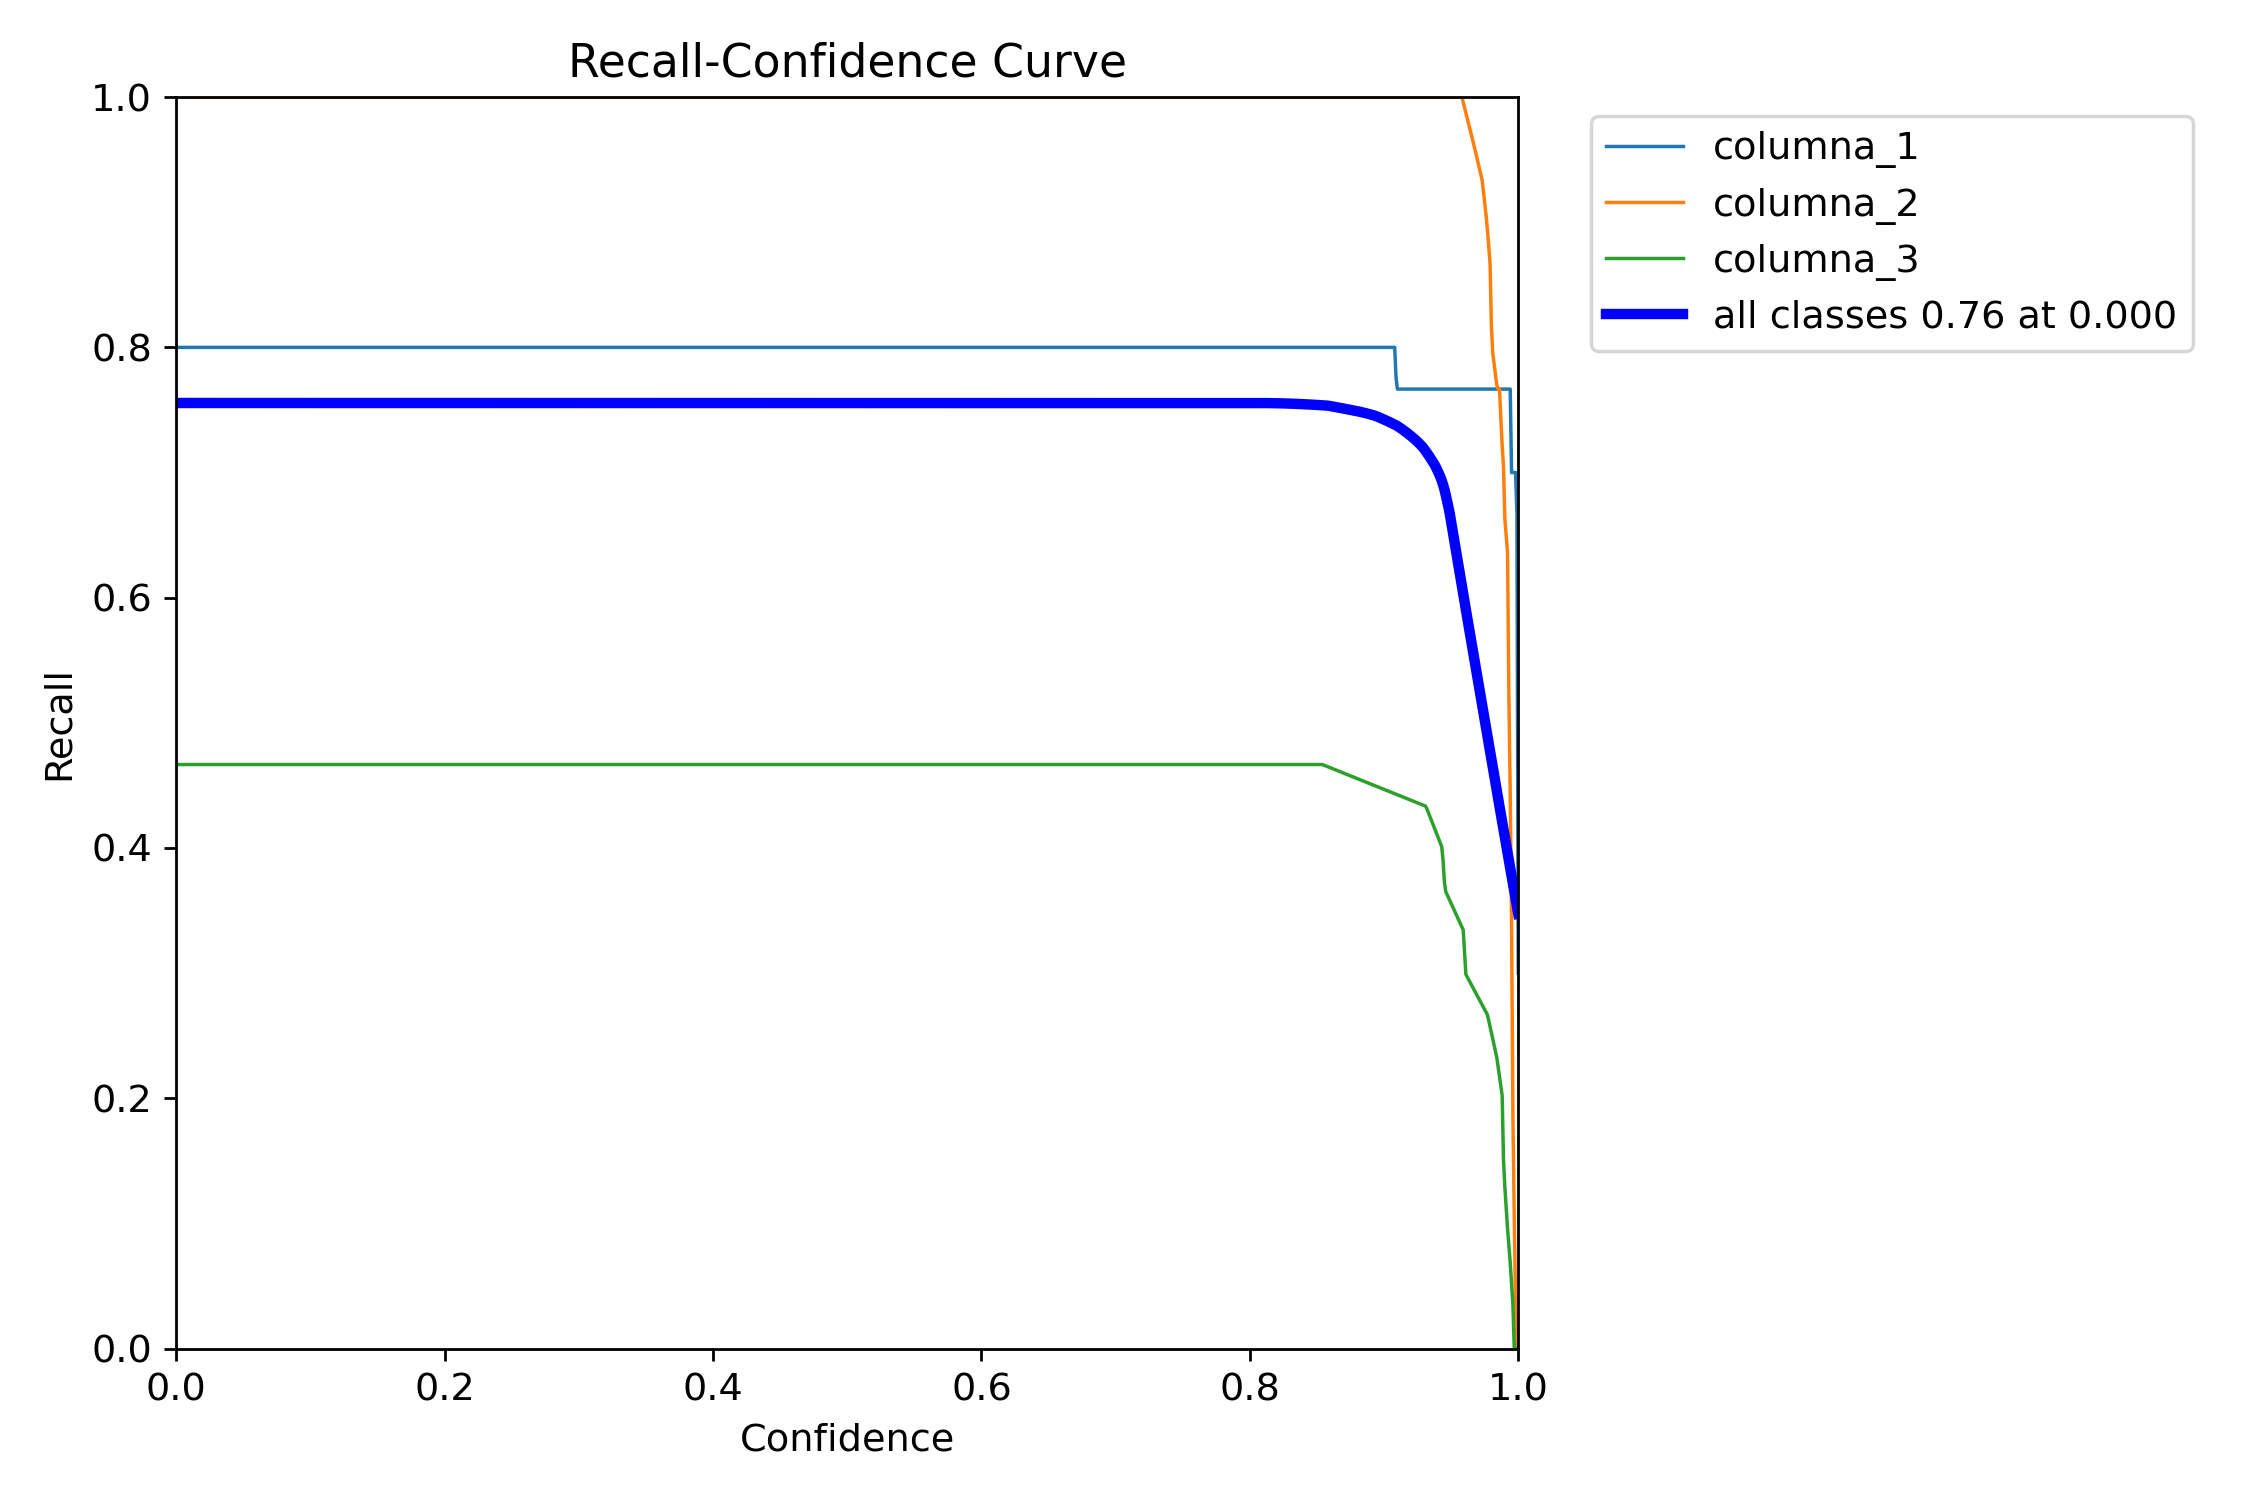 Recall-Confidence Curve
1.0
0.8
0.6
0.4
0.2
0.0
Recall
0.0 0.2 0.4 0.6 0.8 1.0
Confidence
columna_1
columna_2
columna_3
all classes 0.76 at 0.000